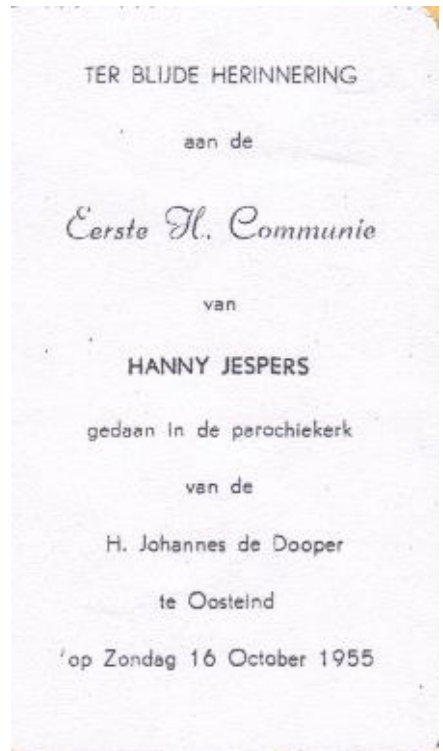 TER BLIJDE HERINNERING
aan de
Eerste H. Communie
van
HANNY JESPERS
gedaan in de parochiekerk
van de
H. Johannes de Dooper
te Oosteind
op Zondag 16 October 1955